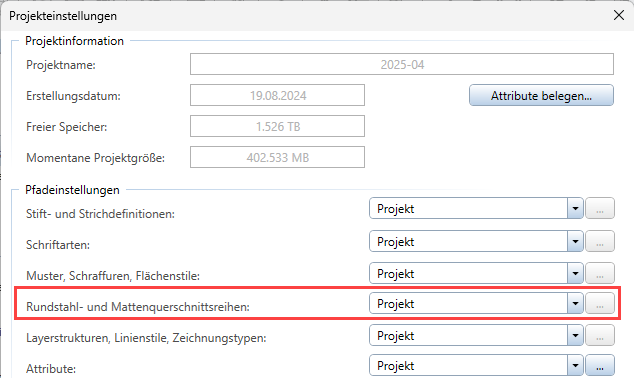 Projekteinstellungen
Projektinformation
Projektname: 2025-04
Erstellungsdatum: 19.08.2024 Attribute belegen...
Freier Speicher: 1.526 TB
Momentane Projektgröße: 402.533 MB
Pfadeinstellungen
Stift- und Strichdefinitionen: Projekt ...
Schriftarten: Projekt ...
Muster, Schraffuren, Flächenstile: Projekt ...
Rundstahl- und Mattenquerschnittsreihen: Projekt ...
Layerstrukturen, Linienstile, Zeichnungstypen: Projekt ...
Attribute: Projekt ...